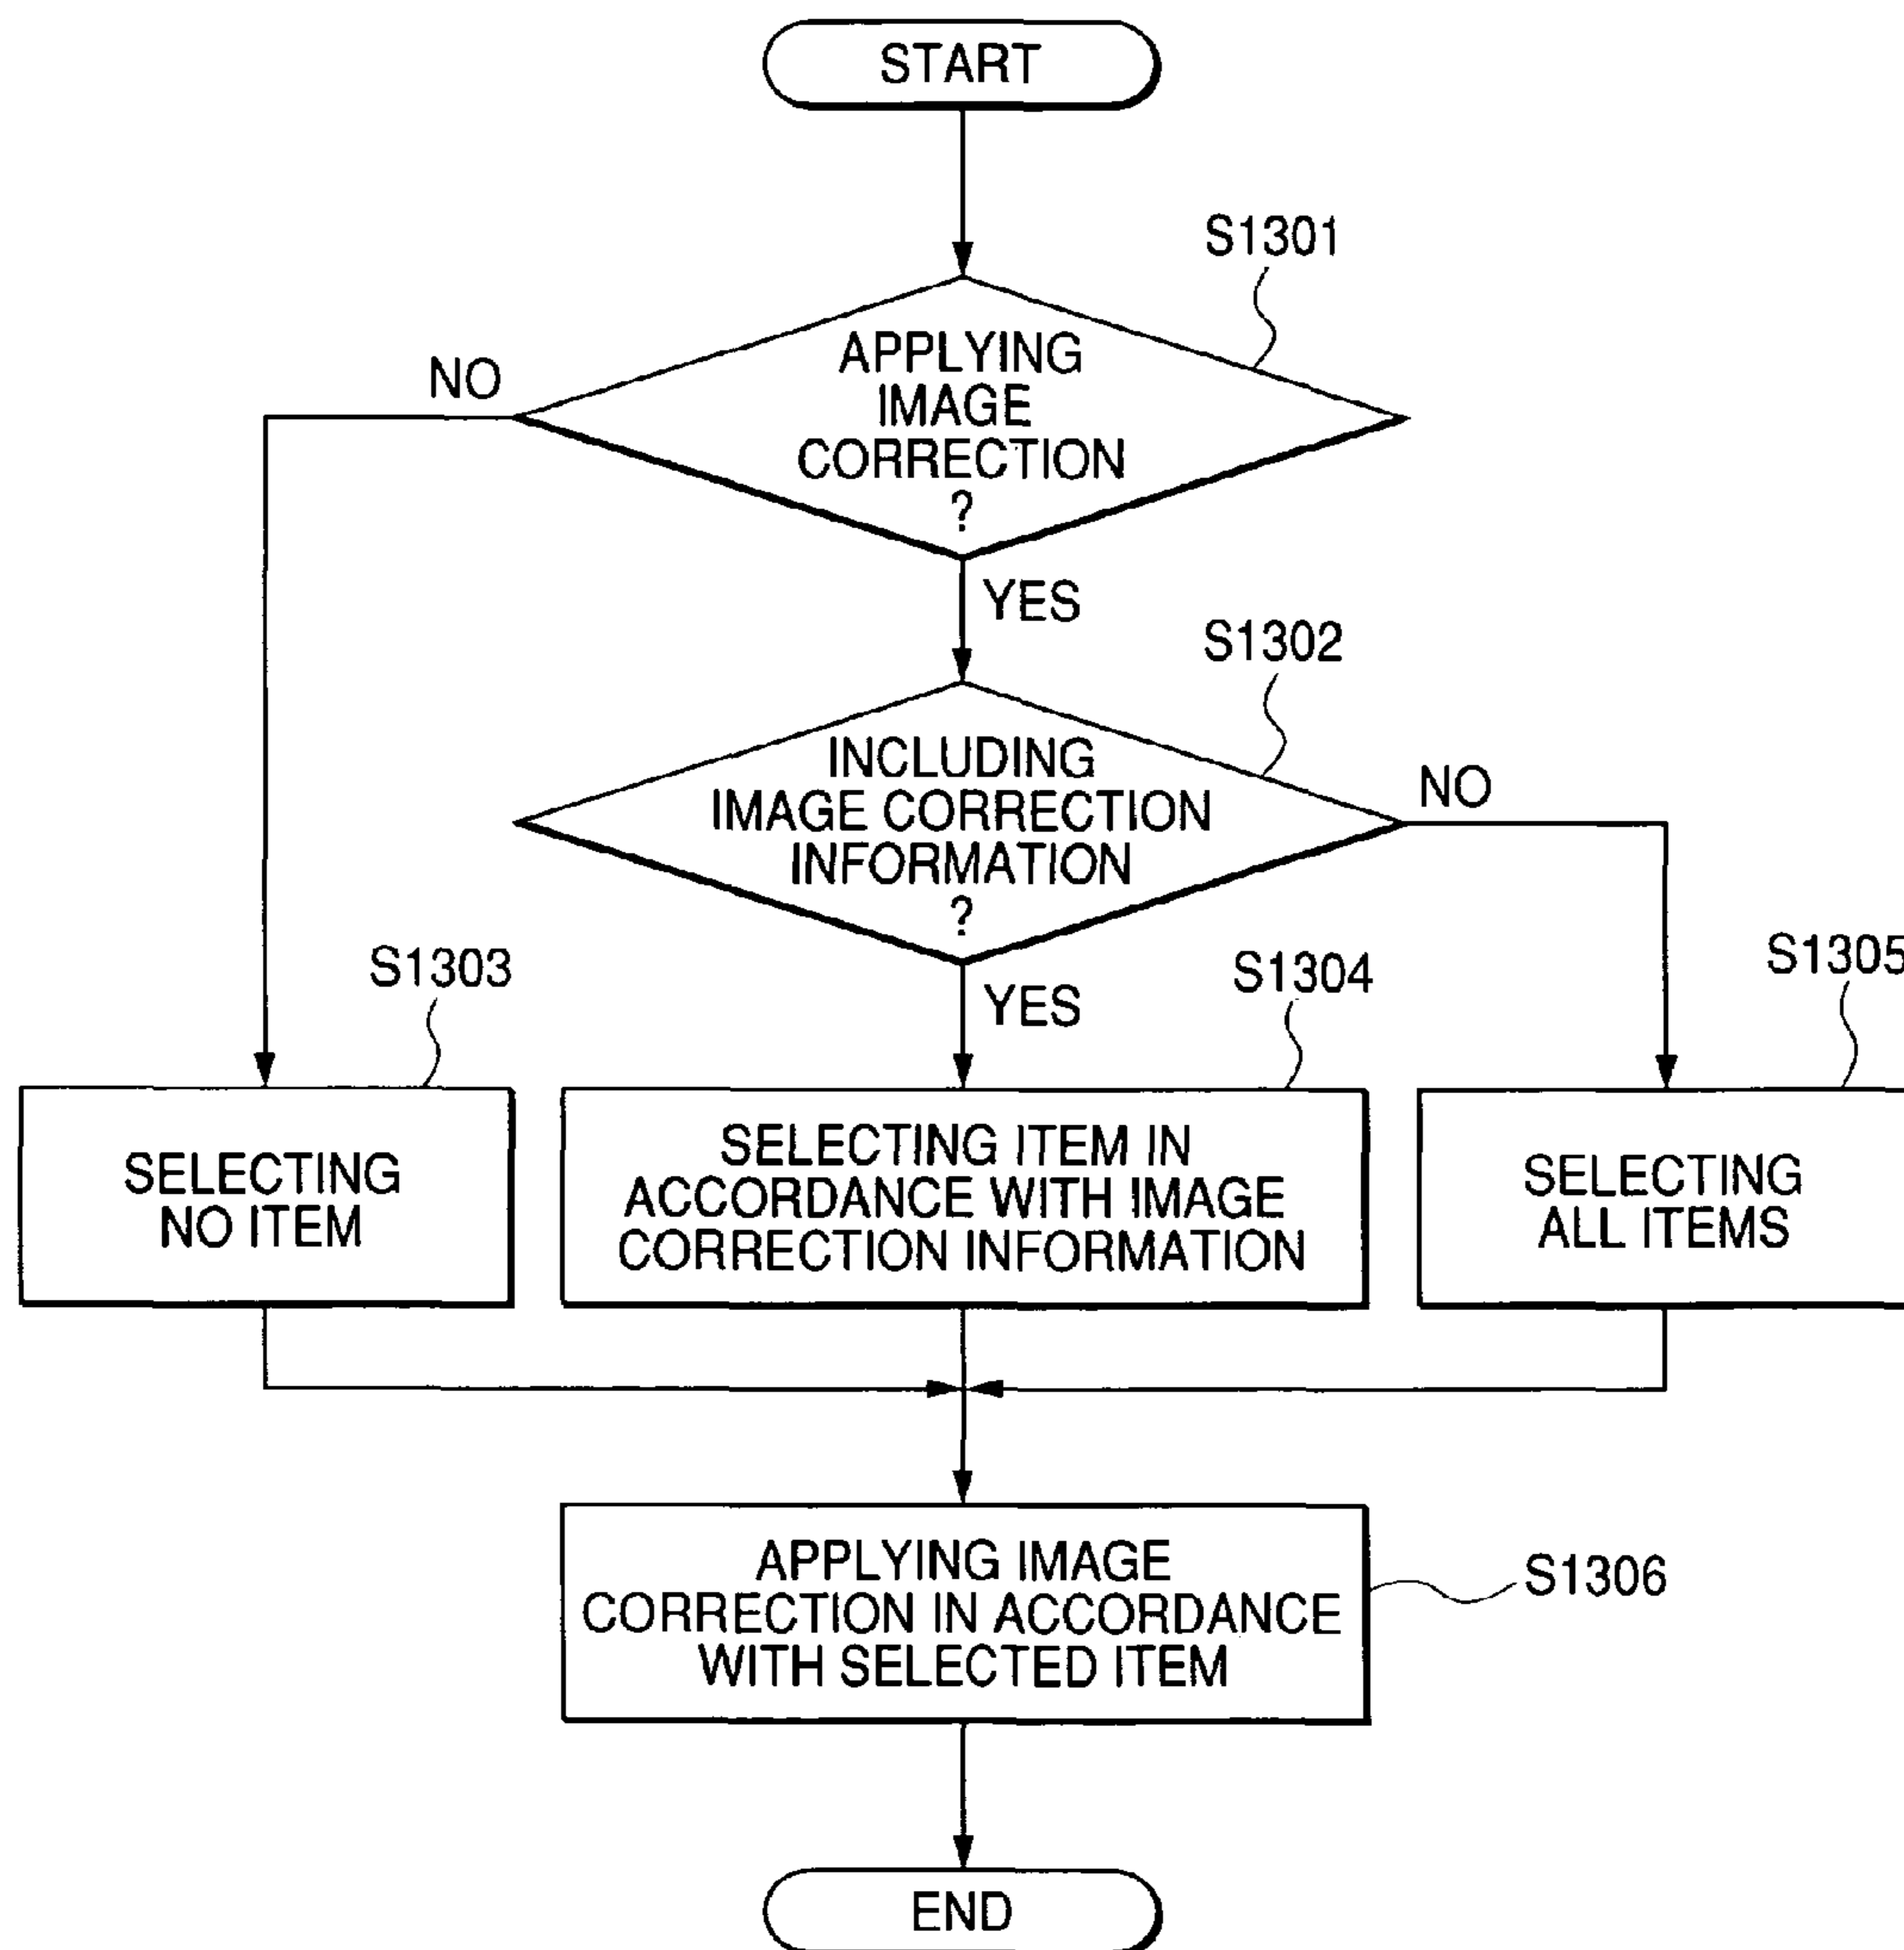 START
S1301
APPLYING
IMAGE
CORRECTION
?
NO
YES
S1302
INCLUDING
IMAGE CORRECTION
INFORMATION
?
NO
YES
S1303
S1304
S1305
SELECTING
NO ITEM
SELECTING ITEM IN
ACCORDANCE WITH IMAGE
CORRECTION INFORMATION
SELECTING
ALL ITEMS
APPLYING IMAGE
CORRECTION IN ACCORDANCE
WITH SELECTED ITEM
S1306
END